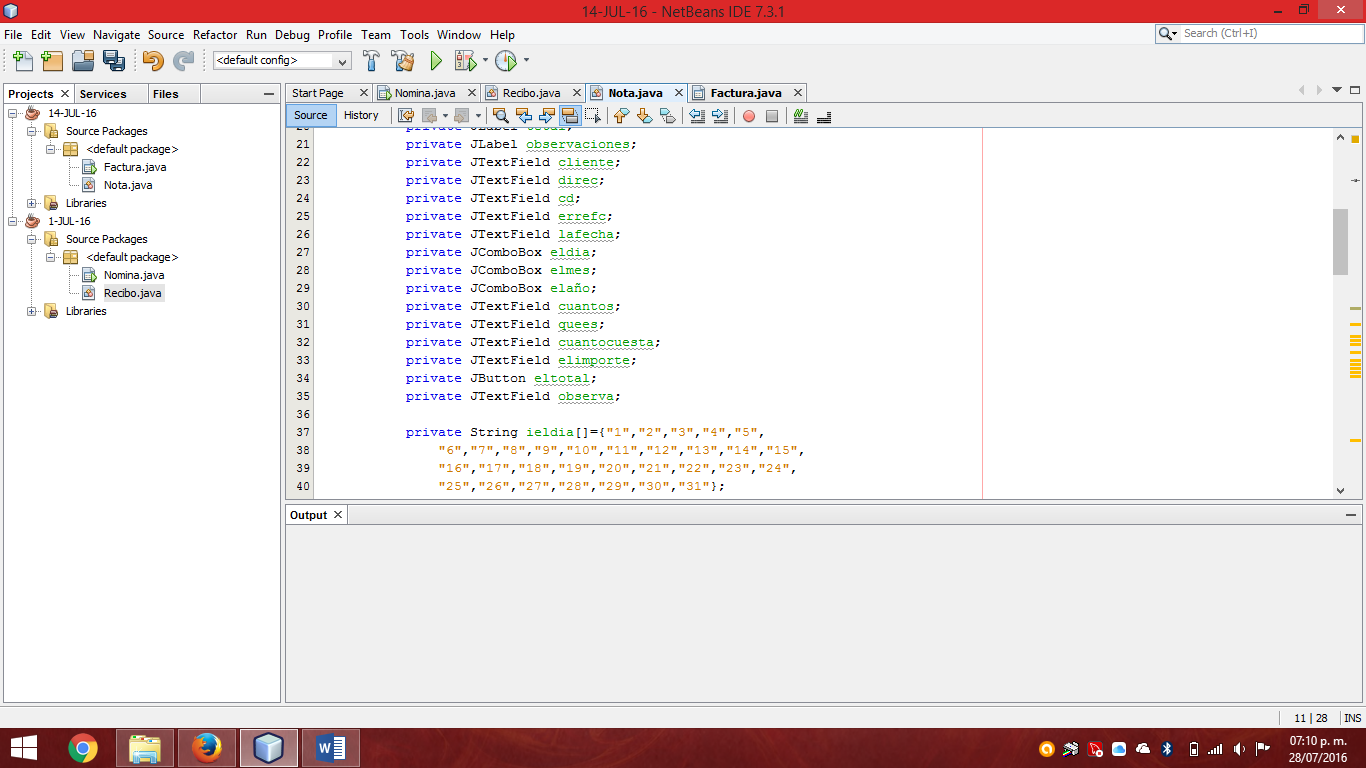 14-JUL-16 - NetBeans IDE 7.3.1
File Edit View Navigate Source Refactor Run Debug Profile Team Tools Window Help
Search (Ctrl+I)
<default config>
Projects Services Files
14-JUL-16
Source Packages
<default package>
Factura.java
Nota.java
Libraries
1-JUL-16
Source Packages
<default package>
Nomina.java
Recibo.java
Libraries
Start Page Nomina.java Recibo.java Nota.java Factura.java
Source History
21 private JLabel observaciones;
22 private JTextField cliente;
23 private JTextField direc;
24 private JTextField cd;
25 private JTextField errefc;
26 private JTextField lafecha;
27 private JComboBox eldia;
28 private JComboBox elmes;
29 private JComboBox elaño;
30 private JTextField cuantos;
31 private JTextField quees;
32 private JTextField cuantocuesta;
33 private JTextField elimporte;
34 private JButton eltotal;
35 private JTextField observa;
36
37 private String ieldia[]={"1","2","3","4","5",
38 "6","7","8","9","10","11","12","13","14","15",
39 "16","17","18","19","20","21","22","23","24",
40 "25","26","27","28","29","30","31"};
Output
11 | 28 INS
07:10 p. m.
28/07/2016